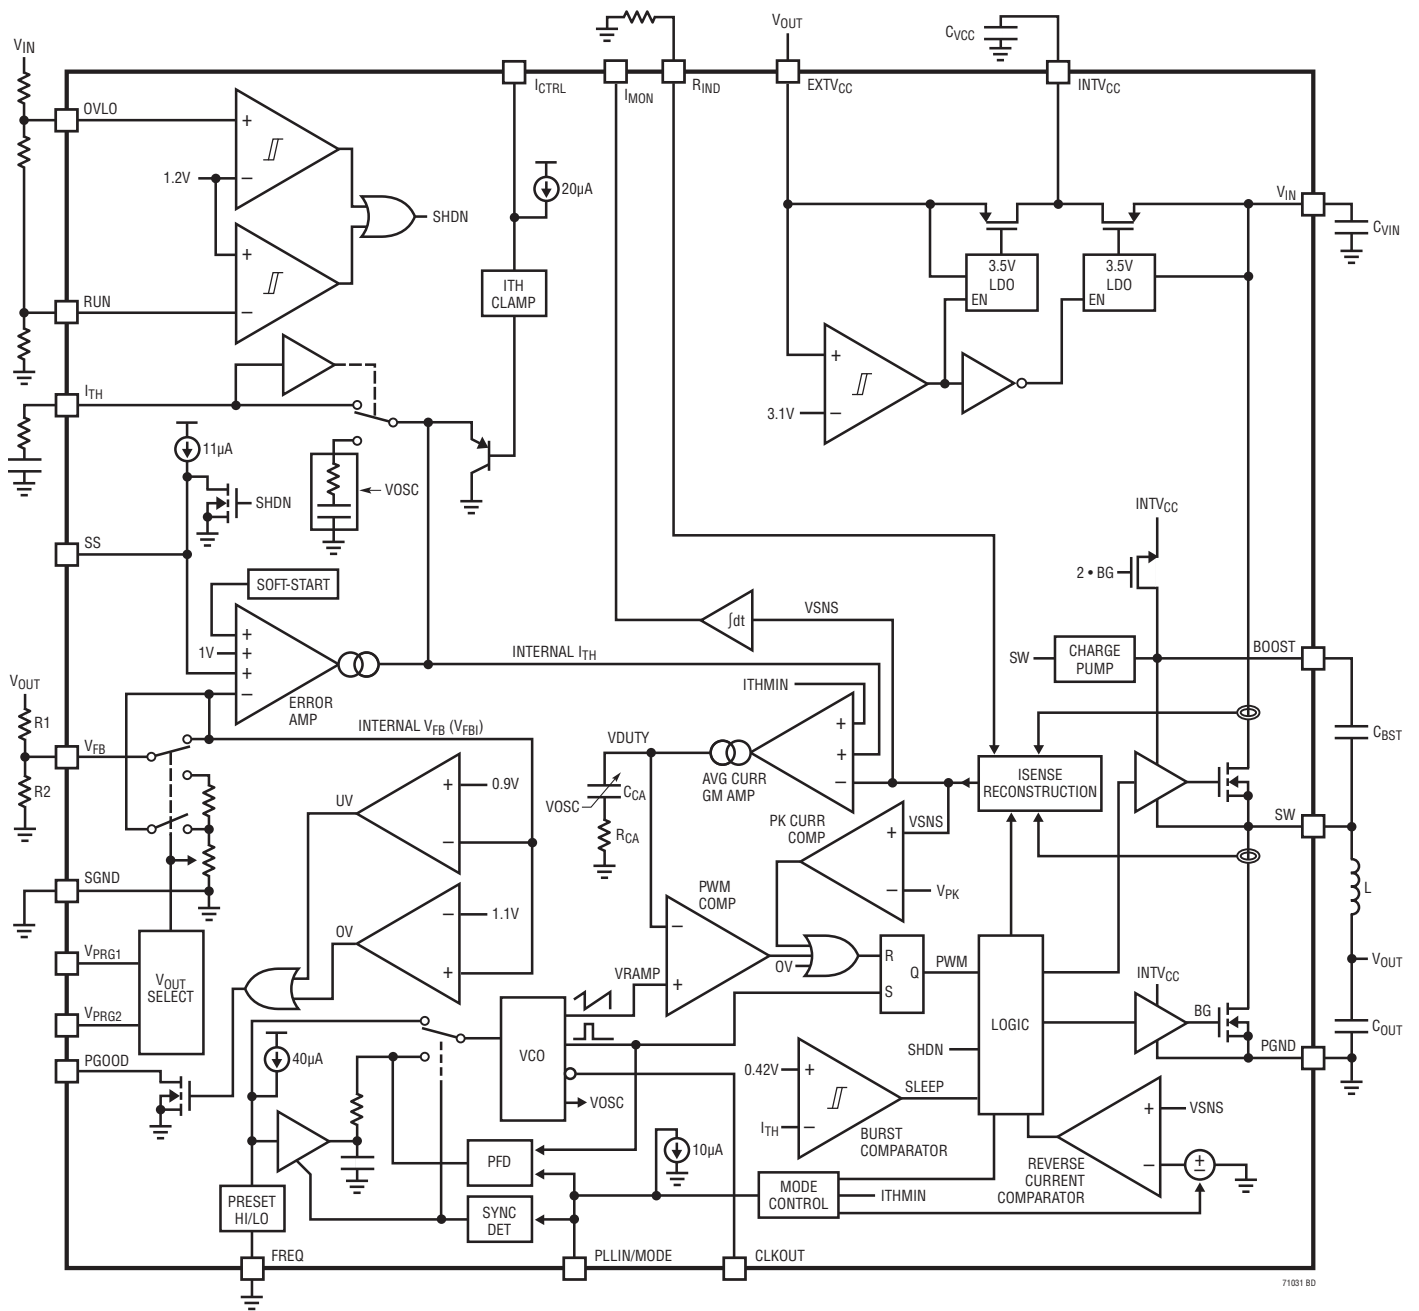 VIN
OVLO
1.2V
SHDN
RUN
ICTRL
20µA
ITH
CLAMP
IMON
RIND
VOUT
EXTVCC
CVCC
INTVCC
VIN
CVIN
3.5V
LDO
EN
3.5V
LDO
EN
+
−
+
−
+
−
3.1V
ITH
11µA
SHDN
VOSC
SS
SOFT-START
+
1V
+
+
−
ERROR
AMP
INTERNAL ITH
∫dt
VSNS
INTVCC
2 • BG
SW
CHARGE
PUMP
BOOST
CBST
VOUT
R1
VFB
R2
INTERNAL VFB (VFBI)
ITHMIN
+
+
−
AVG CURR
GM AMP
VDUTY
VOSC
CCA
RCA
ISENSE
RECONSTRUCTION
SW
L
VOUT
COUT
PGND
UV
+
0.9V
−
OV
−
1.1V
+
PK CURR
COMP
VSNS
+
−
VPK
PWM
COMP
−
+
VRAMP
OV
R
S
Q
PWM
LOGIC
INTVCC
BG
SGND
VPRG1
VPRG2
VOUT
SELECT
PGOOD
40µA
VCO
VOSC
PFD
SYNC
DET
PRESET
HI/LO
FREQ
10µA
PLLIN/MODE
CLKOUT
SHDN
0.42V
+
ITH
−
SLEEP
BURST
COMPARATOR
MODE
CONTROL
ITHMIN
REVERSE
CURRENT
COMPARATOR
+
VSNS
−
+
−
71031 BD